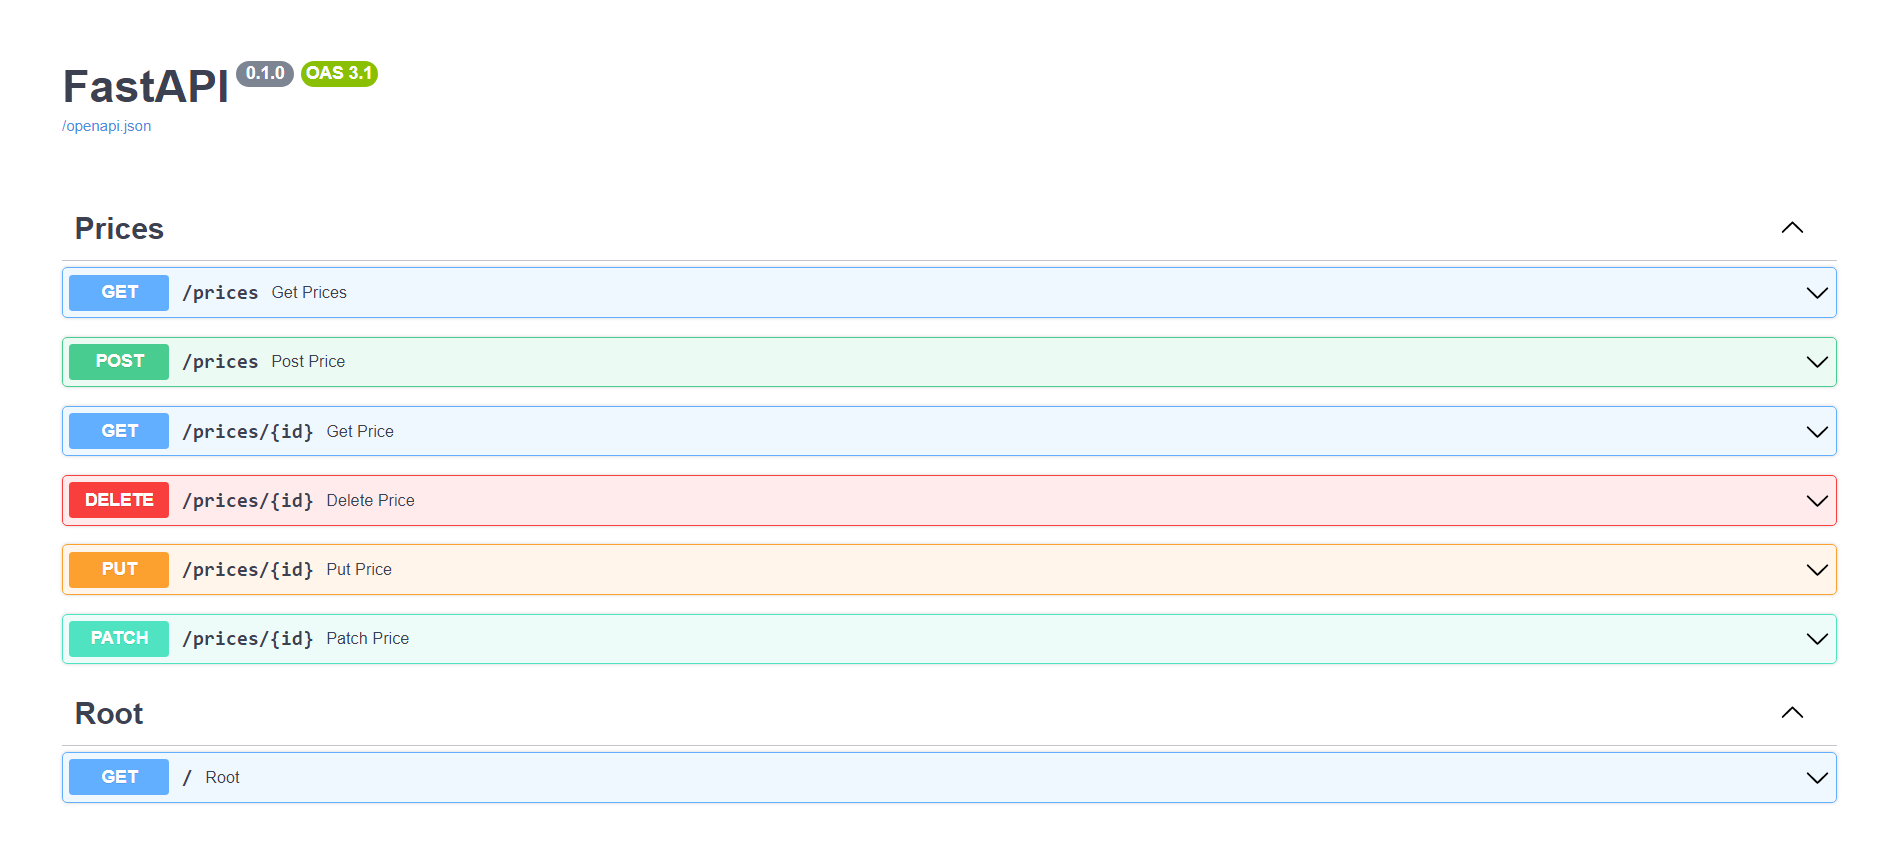 FastAPI 0.1.0 OAS 3.1
/openapi.json
Prices
GET /prices Get Prices
POST /prices Post Price
GET /prices/{id} Get Price
DELETE /prices/{id} Delete Price
PUT /prices/{id} Put Price
PATCH /prices/{id} Patch Price
Root
GET / Root